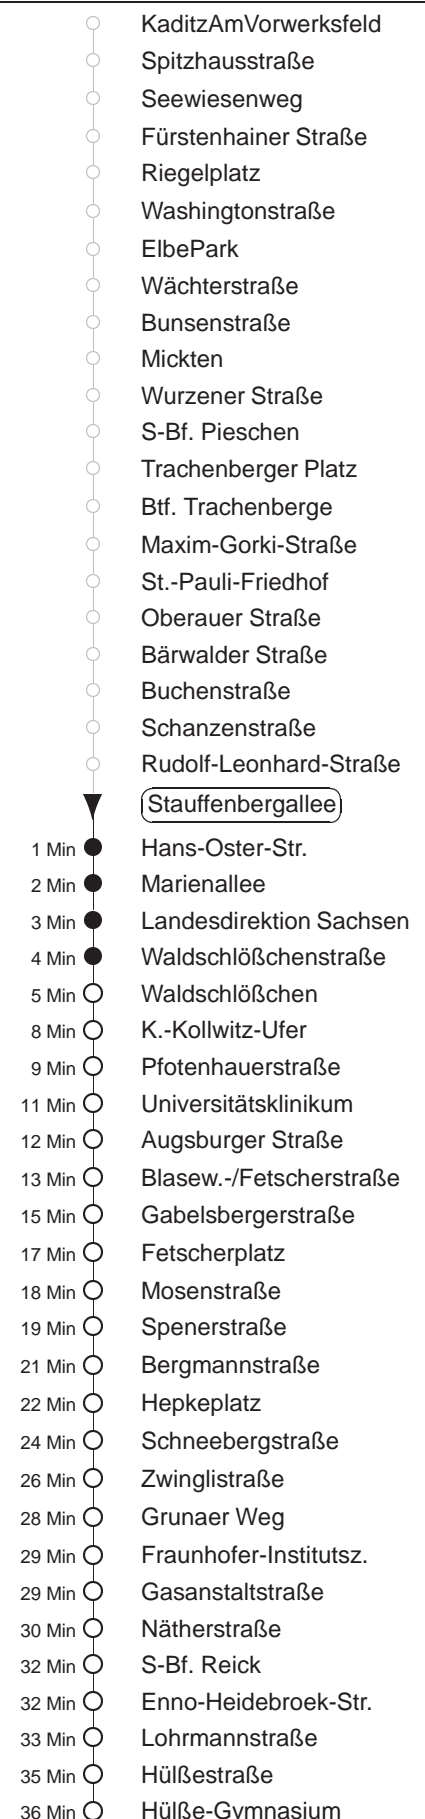 KaditzAmVorwerksfeld
Spitzhausstraße
Seewiesenweg
Fürstenhainer Straße
Riegelplatz
Washingtonstraße
ElbePark
Wächterstraße
Bunsenstraße
Mickten
Wurzener Straße
S-Bf. Pieschen
Trachenberger Platz
Btf. Trachenberge
Maxim-Gorki-Straße
St.-Pauli-Friedhof
Oberauer Straße
Bärwalder Straße
Buchenstraße
Schanzenstraße
Rudolf-Leonhard-Straße
Stauffenbergallee
1 Min Hans-Oster-Str.
2 Min Marienallee
3 Min Landesdirektion Sachsen
4 Min Waldschlößchenstraße
5 Min Waldschlößchen
8 Min K.-Kollwitz-Ufer
9 Min Pfotenhauerstraße
11 Min Universitätsklinikum
12 Min Augsburger Straße
13 Min Blasew.-/Fetscherstraße
15 Min Gabelsbergerstraße
17 Min Fetscherplatz
18 Min Mosenstraße
19 Min Spenerstraße
21 Min Bergmannstraße
22 Min Hepkeplatz
24 Min Schneebergstraße
26 Min Zwinglistraße
28 Min Grunaer Weg
29 Min Fraunhofer-Institutsz.
29 Min Gasanstaltstraße
30 Min Nätherstraße
32 Min S-Bf. Reick
32 Min Enno-Heidebroek-Str.
33 Min Lohrmannstraße
35 Min Hülßestraße
36 Min Hülße-Gymnasium